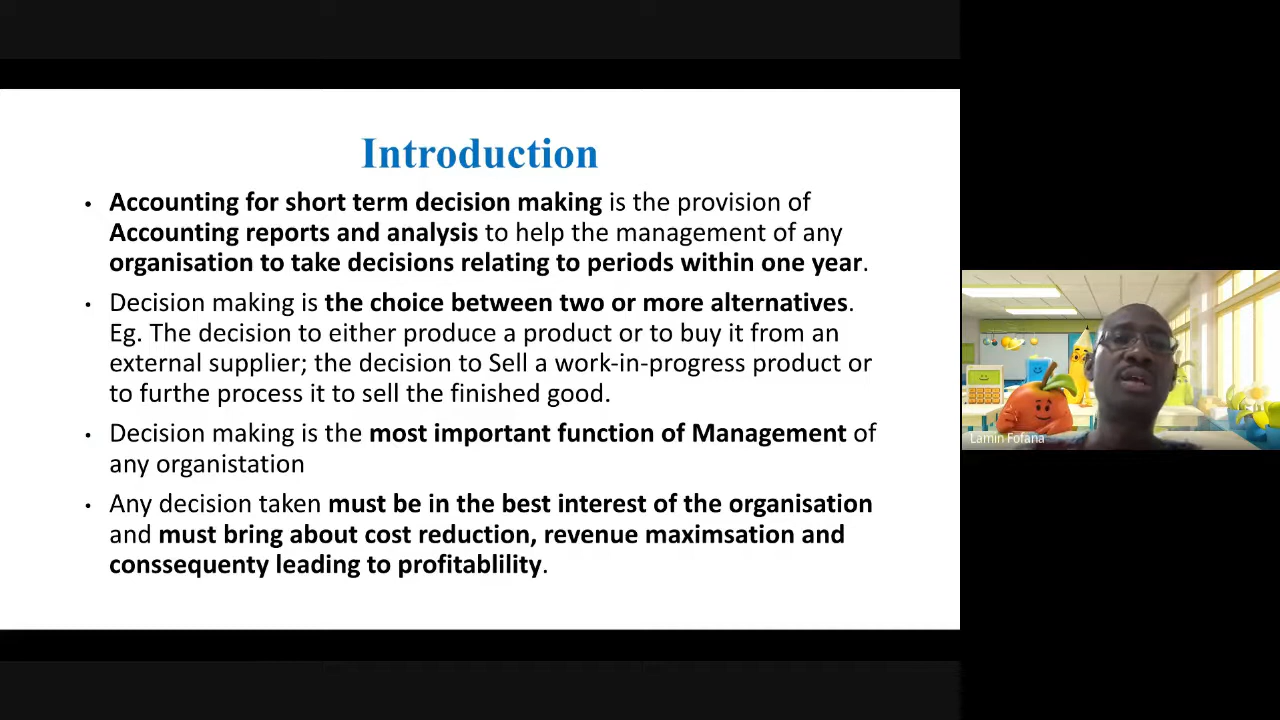 Introduction
• Accounting for short term decision making is the provision of
Accounting reports and analysis to help the management of any
organisation to take decisions relating to periods within one year.
• Decision making is the choice between two or more alternatives.
Eg. The decision to either produce a product or to buy it from an
external supplier; the decision to Sell a work-in-progress product or
to furthe process it to sell the finished good.
• Decision making is the most important function of Management of
any organistation
• Any decision taken must be in the best interest of the organisation
and must bring about cost reduction, revenue maximsation and
conssequenty leading to profitablility.
Lamin Fofana